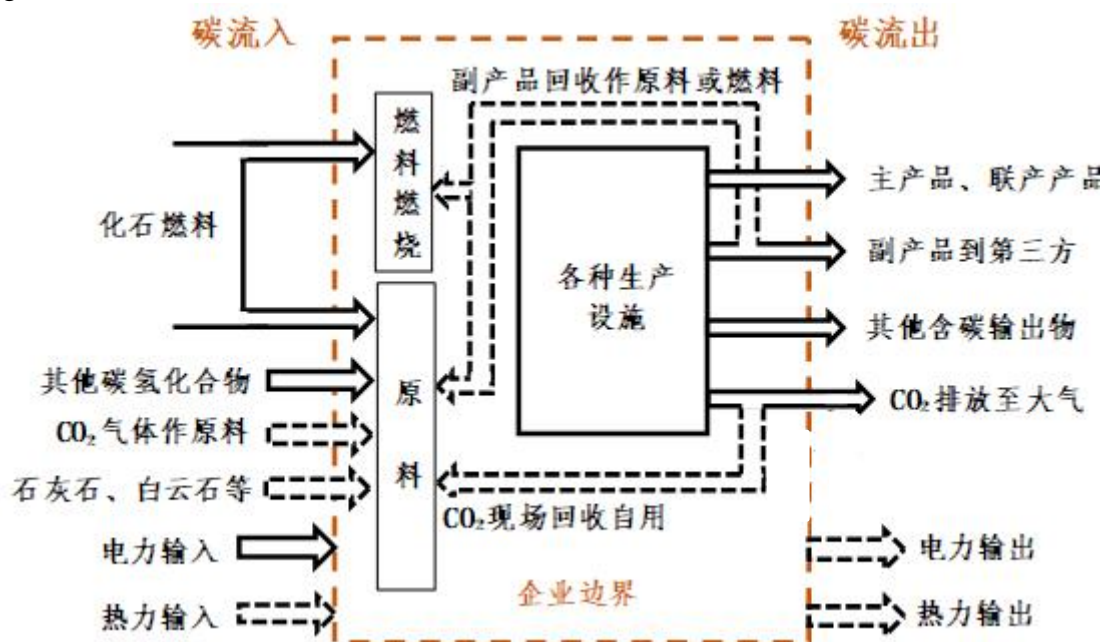 碳流入
碳流出
副产品回收作原料或燃料
燃料燃烧
化石燃料
各种生产
设施
主产品、联产产品
副产品到第三方
其他含碳输出物
CO₂排放至大气
原料
其他碳氢化合物
CO₂气体作原料
石灰石、白云石等
CO₂现场回收自用
电力输入
热力输入
企业边界
电力输出
热力输出